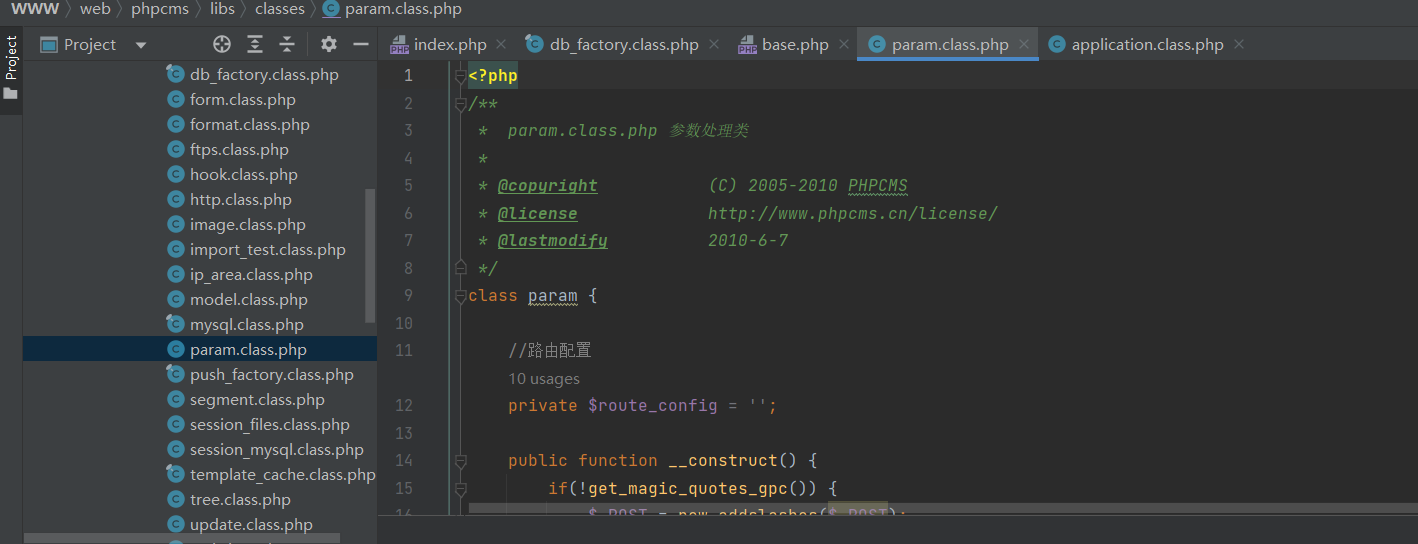 WWW web phpcms libs classes param.class.php
Project
Project
index.php db_factory.class.php base.php param.class.php application.class.php
db_factory.class.php
form.class.php
format.class.php
ftps.class.php
hook.class.php
http.class.php
image.class.php
import_test.class.php
ip_area.class.php
model.class.php
mysql.class.php
param.class.php
push_factory.class.php
segment.class.php
session_files.class.php
session_mysql.class.php
template_cache.class.php
tree.class.php
update.class.php
1 <?php
2 /**
3 * param.class.php 参数处理类
4 *
5 * @copyright (C) 2005-2010 PHPCMS
6 * @license http://www.phpcms.cn/license/
7 * @lastmodify 2010-6-7
8 */
9 class param {
10
11 //路由配置
10 usages
12 private $route_config = '';
13
14 public function __construct() {
15 if(!get_magic_quotes_gpc()) {
16 $_POST = new_addslashes($_POST);